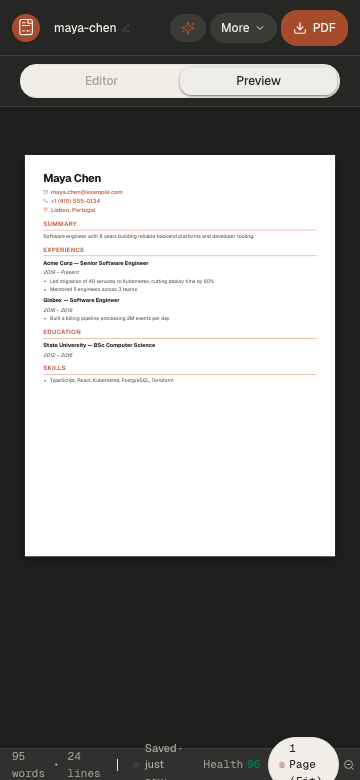 maya-chen
More
PDF
Editor
Preview
Maya Chen
maya.chen@example.com
+1 (415) 555-0134
Lisbon, Portugal
SUMMARY
Software engineer with 8 years building reliable backend platforms and developer tooling.
EXPERIENCE
Acme Corp — Senior Software Engineer
2019 – Present
• Led migration of 40 services to Kubernetes, cutting deploy time by 60%
• Mentored 5 engineers across 3 teams
Globex — Software Engineer
2016 – 2019
• Built a billing pipeline processing 2M events per day
EDUCATION
State University — BSc Computer Science
2012 – 2016
SKILLS
• TypeScript, React, Kubernetes, PostgreSQL, Terraform
95 words
•
24 lines
Saved · just now
Health 96
1 Page (Fit)